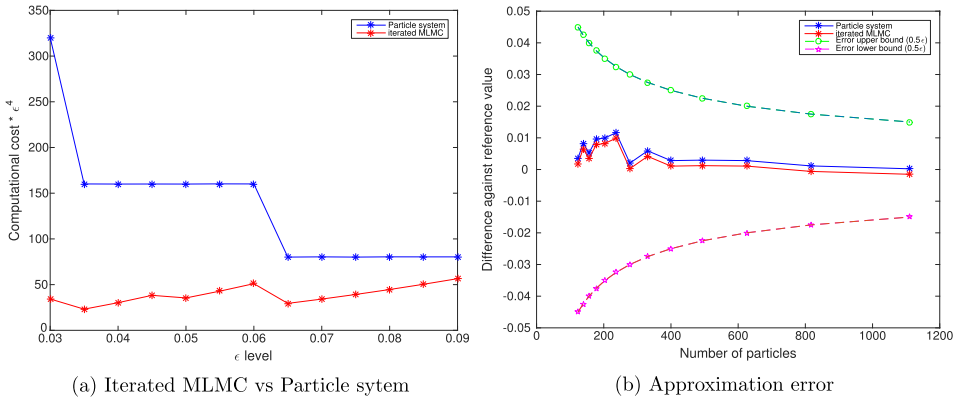 350
300
250
200
150
100
50
0
0.03
0.04
0.05
0.06
0.07
0.08
0.09
Computational cost * ϵ^4
ϵ level
Particle system
iterated MLMC
(a) Iterated MLMC vs Particle sytem
0.05
0.04
0.03
0.02
0.01
0
-0.01
-0.02
-0.03
-0.04
-0.05
0
200
400
600
800
1000
1200
Difference against reference value
Number of particles
Particle system
iterated MLMC
Error upper bound (0.5ϵ)
Error lower bound (0.5ϵ)
(b) Approximation error